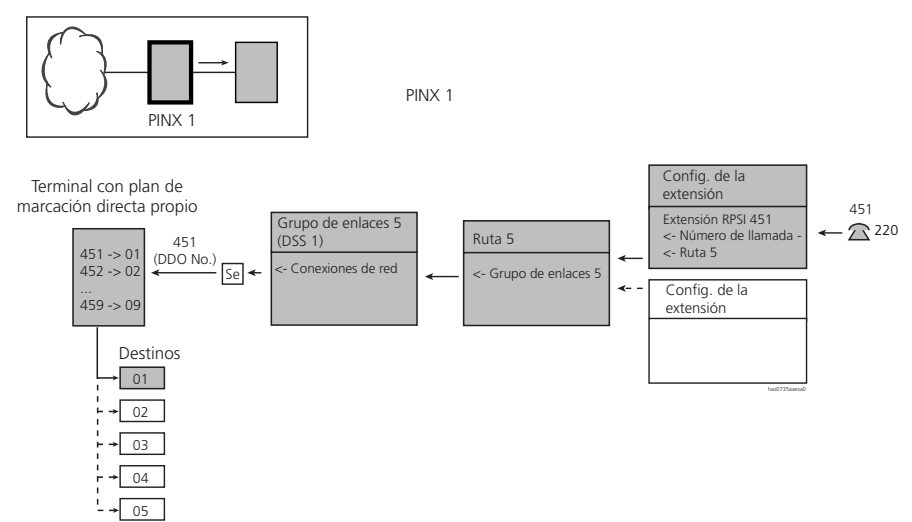 PINX 1
PINX 1
Terminal con plan de
marcación directa propio
451 -> 01
452 -> 02
...
459 -> 09
451
(DDO No.)
Se
Grupo de enlaces 5
(DSS 1)
<- Conexiones de red
Ruta 5
<- Grupo de enlaces 5
Config. de la
extensión
Extensión RPSI 451
<- Número de llamada -
<- Ruta 5
451
220
Config. de la
extensión
haz0735aaesa0
Destinos
01
02
03
04
05